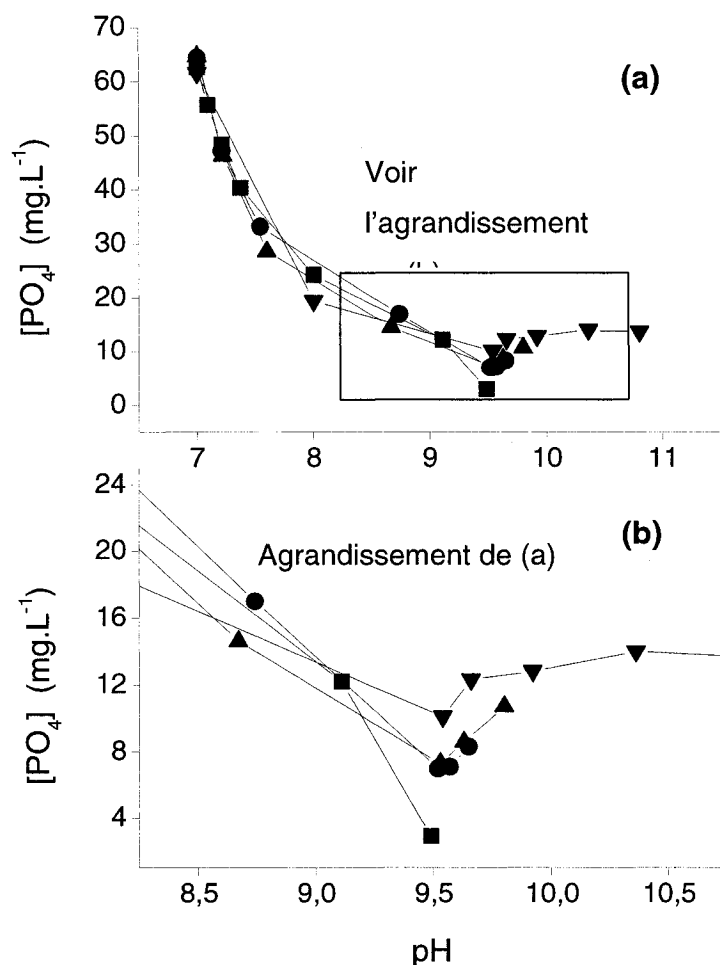 70
60
50
40
30
20
10
0
[PO₄] (mg.L⁻¹)
(a)
Voir
l'agrandissement
7 8 9 10 11
24
20
16
12
8
4
[PO₄] (mg.L⁻¹)
(b)
Agrandissement de (a)
8,5 9,0 9,5 10,0 10,5
pH